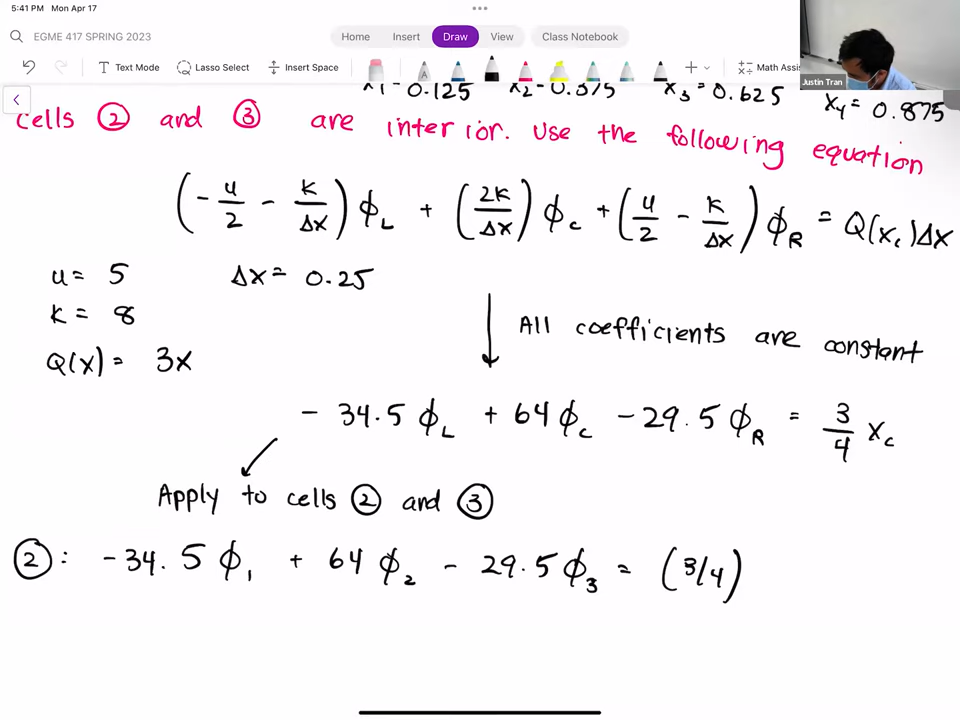 5:41 PM Mon Apr 17
EGME 417 SPRING 2023
Home Insert Draw View Class Notebook
Text Mode Lasso Select Insert Space Math Assis
Justin Tran
x₁ = 0.125 x₂ = 0.375 x₃ = 0.625 x₄ = 0.875
cells ② and ③ are interior. Use the following equation
(-u/2 - k/Δx) ϕ_L + (2k/Δx) ϕ_C + (u/2 - k/Δx) ϕ_R = Q(x_c)Δx
u = 5 Δx = 0.25
k = 8
All coefficients are constant
Q(x) = 3x
- 34.5 ϕ_L + 64 ϕ_C - 29.5 ϕ_R = 3/4 x_c
Apply to cells ② and ③
②: - 34.5 ϕ₁ + 64 ϕ₂ - 29.5 ϕ₃ = (3/4)